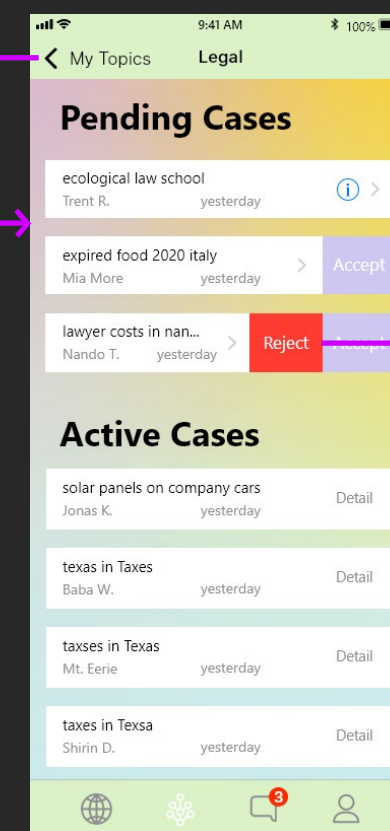 9:41 AM
100%
My Topics
Legal
Pending Cases
ecological law school
Trent R. yesterday
expired food 2020 italy
Mia More yesterday
Accept
lawyer costs in nan...
Nando T. yesterday
Reject
Accept
Active Cases
solar panels on company cars
Jonas K. yesterday
Detail
texas in Taxes
Baba W. yesterday
Detail
taxses in Texas
Mt. Eerie yesterday
Detail
taxes in Texsa
Shirin D. yesterday
Detail
3